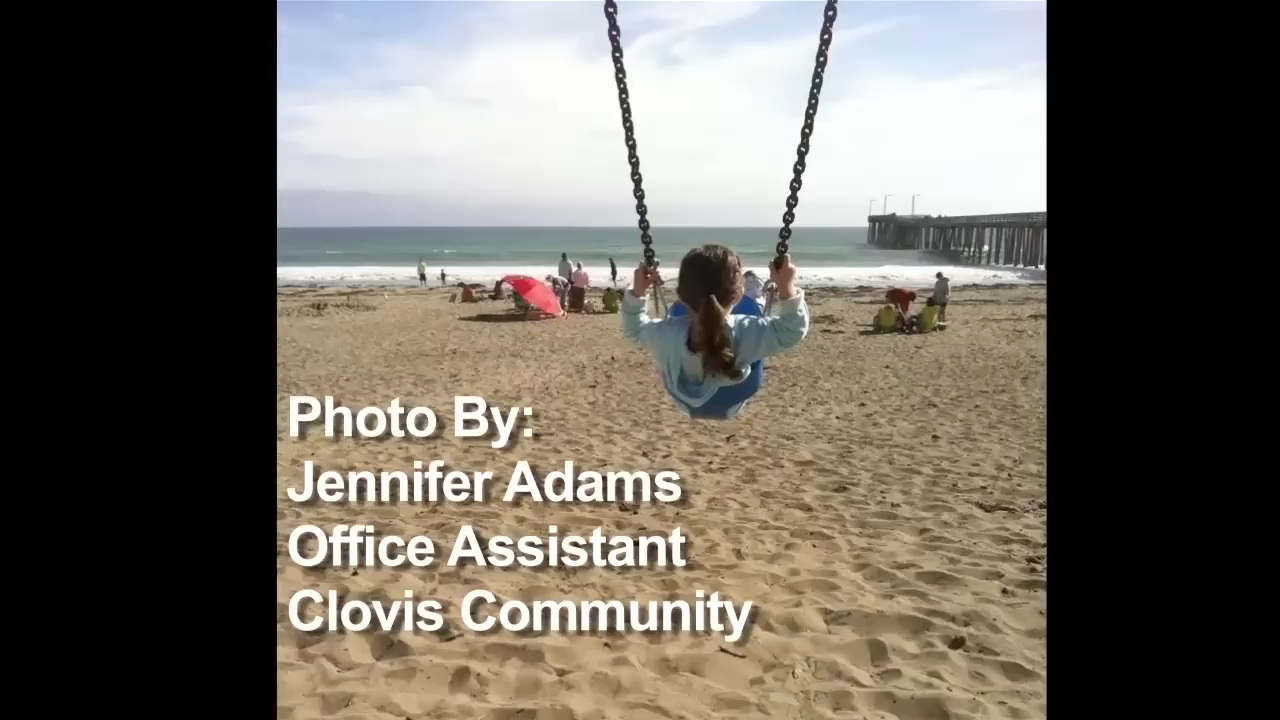 Photo By:
Jennifer Adams
Office Assistant
Clovis Community